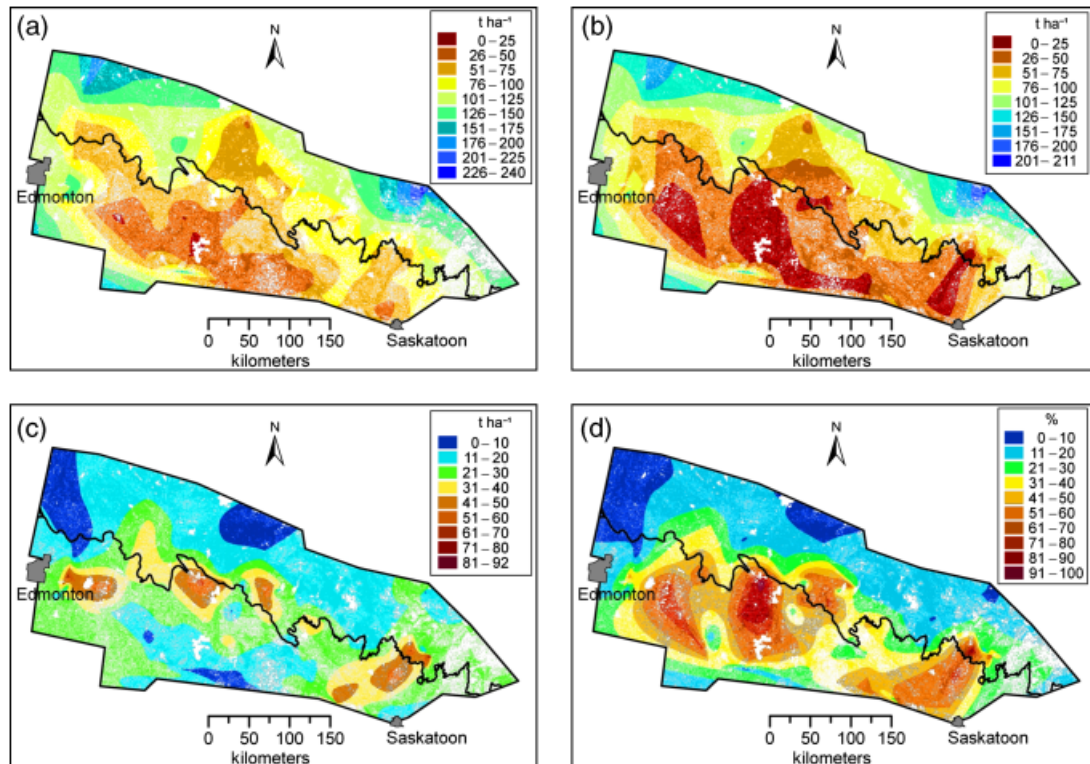 (a)
N
t ha⁻¹
0 – 25
26 – 50
51 – 75
76 – 100
101 – 125
126 – 150
151 – 175
176 – 200
201 – 225
226 – 240
Edmonton
0 50 100 150
kilometers
Saskatoon
(b)
N
t ha⁻¹
0 – 25
26 – 50
51 – 75
76 – 100
101 – 125
126 – 150
151 – 175
176 – 200
201 – 211
Edmonton
0 50 100 150
kilometers
Saskatoon
(c)
N
t ha⁻¹
0 – 10
11 – 20
21 – 30
31 – 40
41 – 50
51 – 60
61 – 70
71 – 80
81 – 92
Edmonton
0 50 100 150
kilometers
Saskatoon
(d)
N
%
0 – 10
11 – 20
21 – 30
31 – 40
41 – 50
51 – 60
61 – 70
71 – 80
81 – 90
91 – 100
Edmonton
0 50 100 150
kilometers
Saskatoon